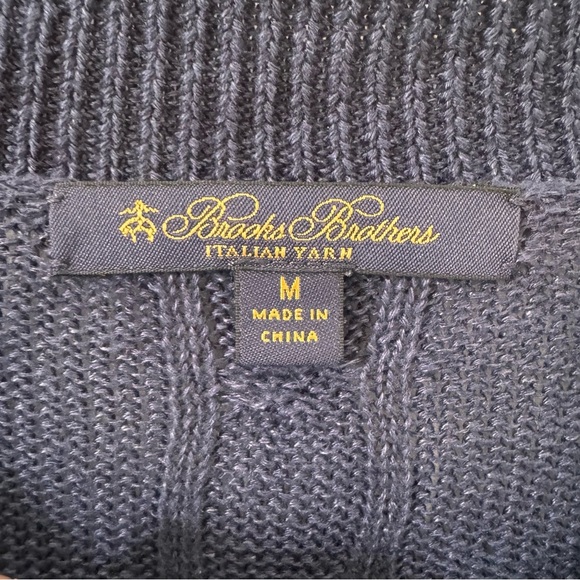 Brooks Brothers
ITALIAN YARN
M
MADE IN
CHINA